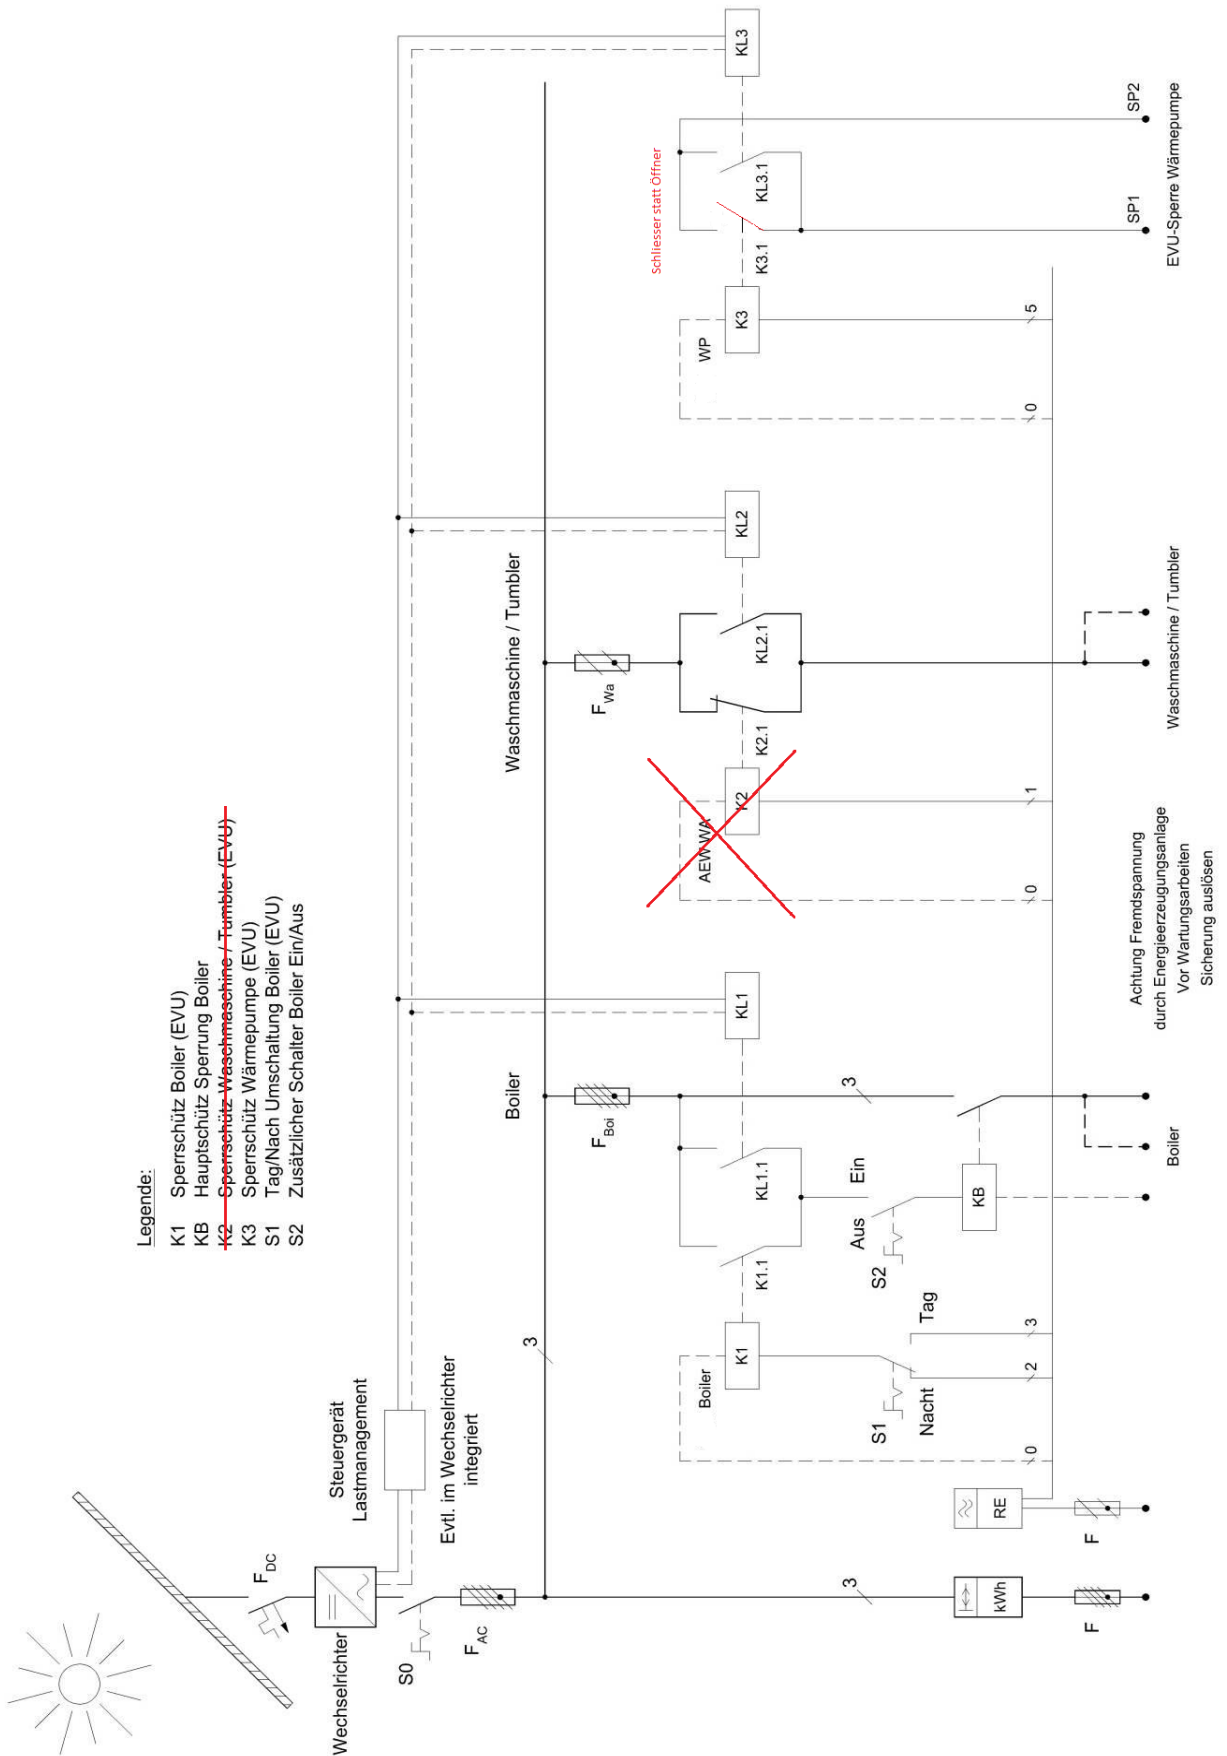 Legende:
K1 Sperrschütz Boiler (EVU)
KB Hauptschütz Sperrung Boiler
K2 Sperrschütz Waschmaschine / Tumbler (EVU)
K3 Sperrschütz Wärmepumpe (EVU)
S1 Tag/Nach Umschaltung Boiler (EVU)
S2 Zusätzlicher Schalter Boiler Ein/Aus
F DC
Wechselrichter
Steuergerät
Lastmanagement
Evtl. im Wechselrichter
integriert
S0
F AC
3
Boiler
F Boi
Waschmaschine / Tumbler
F Wa
Schliesser statt Öffner
Boiler
K1
K1.1
KL1.1
KL1
AEW WA
K2
K2.1
KL2.1
KL2
WP
K3
K3.1
KL3.1
KL3
S1
Nacht
Tag
S2
Aus
Ein
KB
3
3
kWh
RE
0
2
3
0
1
0
5
F
F
Boiler
Achtung Fremdspannung
durch Energieerzeugungsanlage
Vor Wartungsarbeiten
Sicherung auslösen
Waschmaschine / Tumbler
SP1
SP2
EVU-Sperre Wärmepumpe